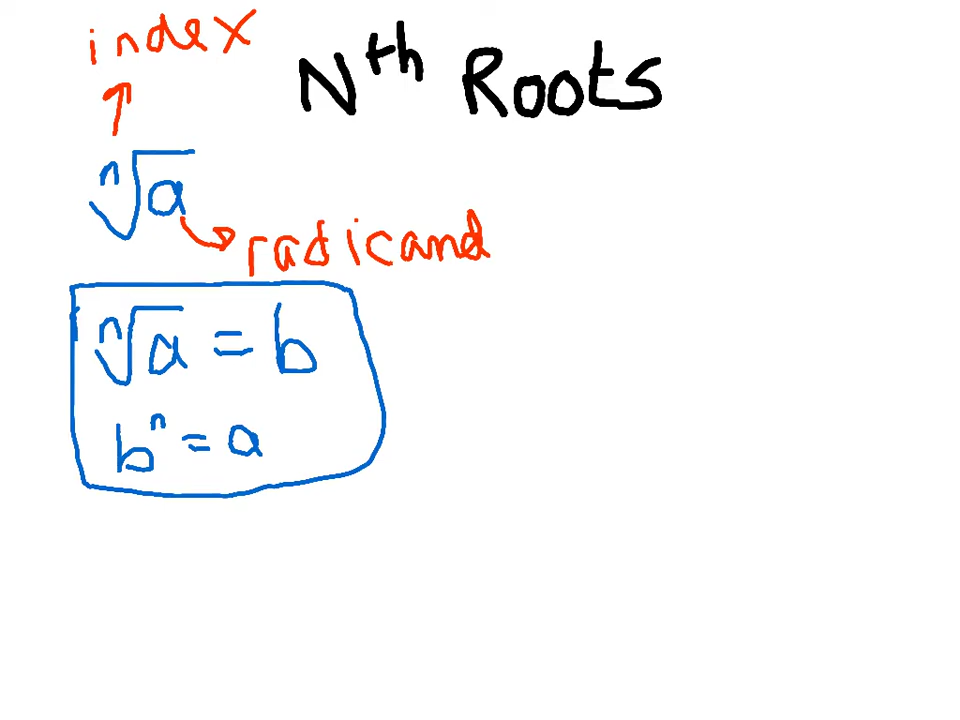 index
Nth Roots
ⁿ√a
radicand
ⁿ√a = b
bⁿ = a